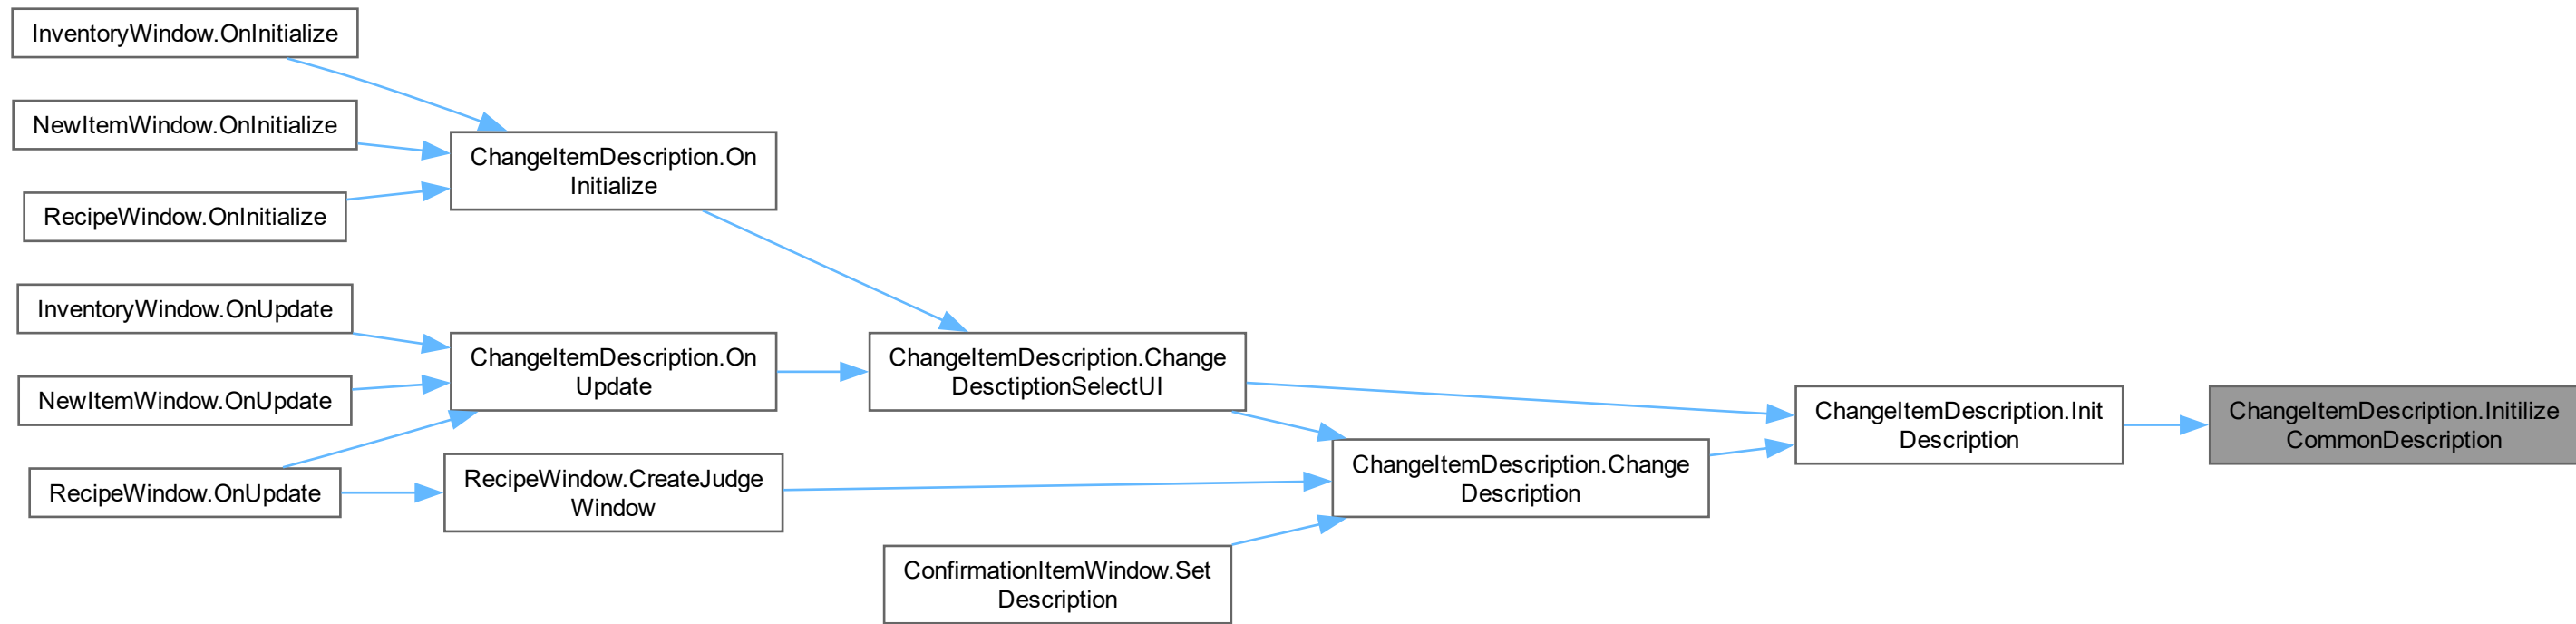 InventoryWindow.OnInitialize
NewItemWindow.OnInitialize
RecipeWindow.OnInitialize
InventoryWindow.OnUpdate
NewItemWindow.OnUpdate
RecipeWindow.OnUpdate
ChangeItemDescription.On
Initialize
ChangeItemDescription.On
Update
RecipeWindow.CreateJudge
Window
ChangeItemDescription.Change
DesctiptionSelectUI
ConfirmationItemWindow.Set
Description
ChangeItemDescription.Change
Description
ChangeItemDescription.Init
Description
ChangeItemDescription.Initilize
CommonDescription